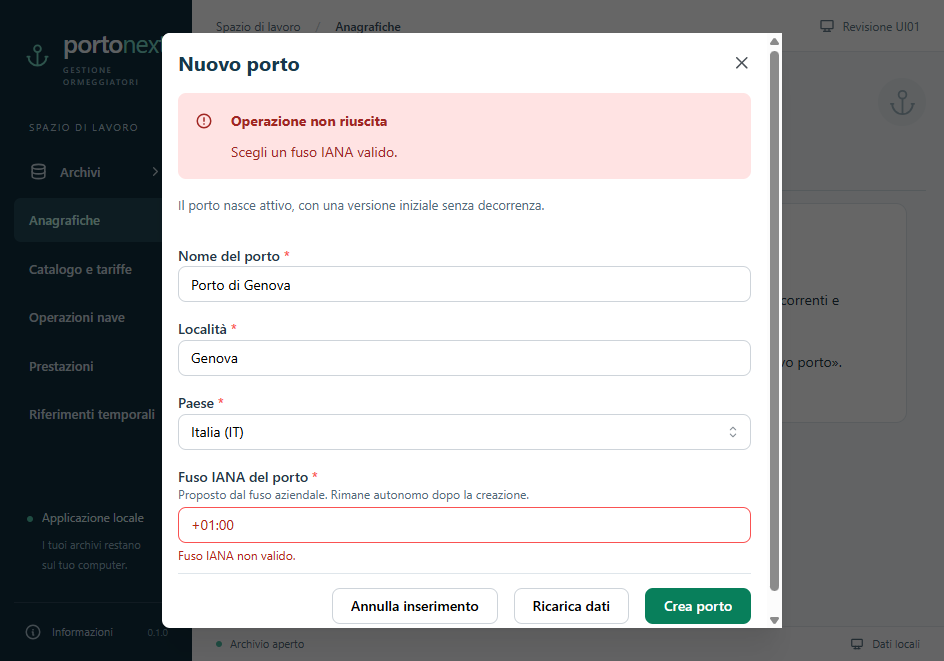 portonext
GESTIONE
ORMEGGIATORI
SPAZIO DI LAVORO
Archivi
Anagrafiche
Catalogo e tariffe
Operazioni nave
Prestazioni
Riferimenti temporali
Applicazione locale
I tuoi archivi restano
sul tuo computer.
Informazioni 0.1.0
Spazio di lavoro / Anagrafiche
Revisione UI01
Nuovo porto
Operazione non riuscita
Scegli un fuso IANA valido.
Il porto nasce attivo, con una versione iniziale senza decorrenza.
Nome del porto *
Porto di Genova
Località *
Genova
Paese *
Italia (IT)
Fuso IANA del porto *
Proposto dal fuso aziendale. Rimane autonomo dopo la creazione.
+01:00
Fuso IANA non valido.
Annulla inserimento
Ricarica dati
Crea porto
correnti e
porto».
Archivio aperto
Dati locali